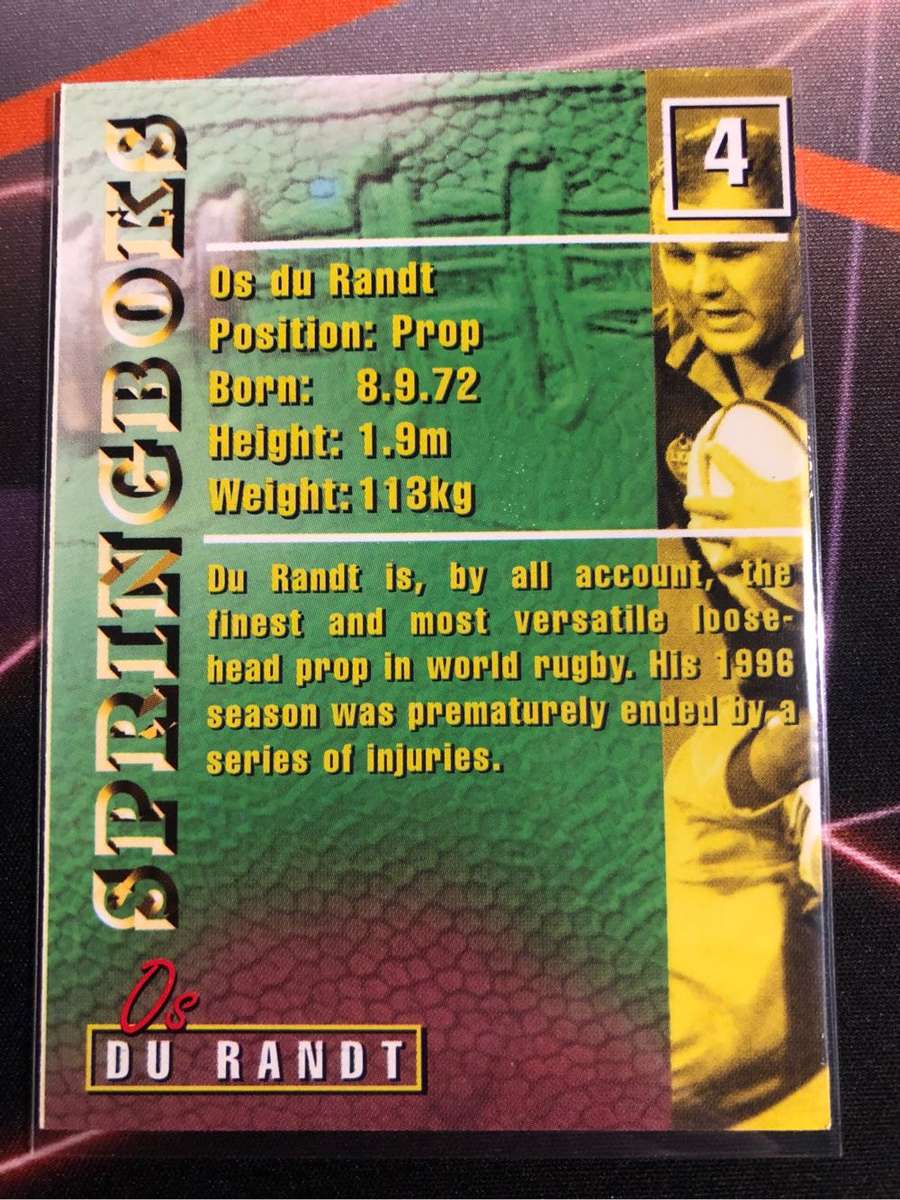 4
SPRINGBOKS
Os du Randt
Position: Prop
Born: 8.9.72
Height: 1.9m
Weight: 113kg
Du Randt is, by all account, the
finest and most versatile loose-
head prop in world rugby. His 1996
season was prematurely ended by a
series of injuries.
Os
DU RANDT